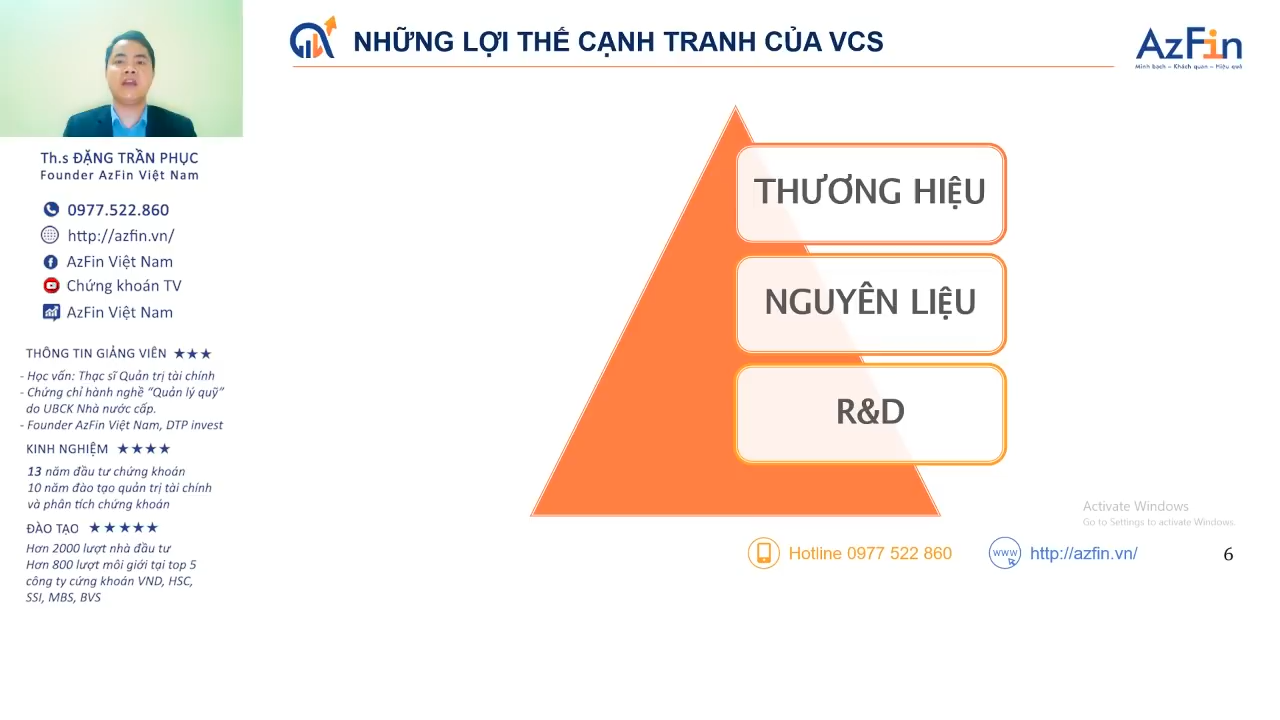 NHỮNG LỢI THẾ CẠNH TRANH CỦA VCS
AzFin
Minh bạch – Khách quan – Hiệu quả
Th.s ĐẶNG TRẦN PHỤC
Founder AzFin Việt Nam
0977.522.860
http://azfin.vn/
AzFin Việt Nam
Chứng khoán TV
AzFin Việt Nam
THÔNG TIN GIẢNG VIÊN ★★★
- Học vấn: Thạc sĩ Quản trị tài chính
- Chứng chỉ hành nghề “Quản lý quỹ”
do UBCK Nhà nước cấp.
- Founder AzFin Việt Nam, DTP invest
KINH NGHIỆM ★★★★
13 năm đầu tư chứng khoán
10 năm đào tạo quản trị tài chính
và phân tích chứng khoán
ĐÀO TẠO ★★★★★
Hơn 2000 lượt nhà đầu tư
Hơn 800 lượt môi giới tại top 5
công ty cứng khoán VND, HSC,
SSI, MBS, BVS
THƯƠNG HIỆU
NGUYÊN LIỆU
R&D
Activate Windows
Go to Settings to activate Windows.
Hotline 0977 522 860
www
http://azfin.vn/
6